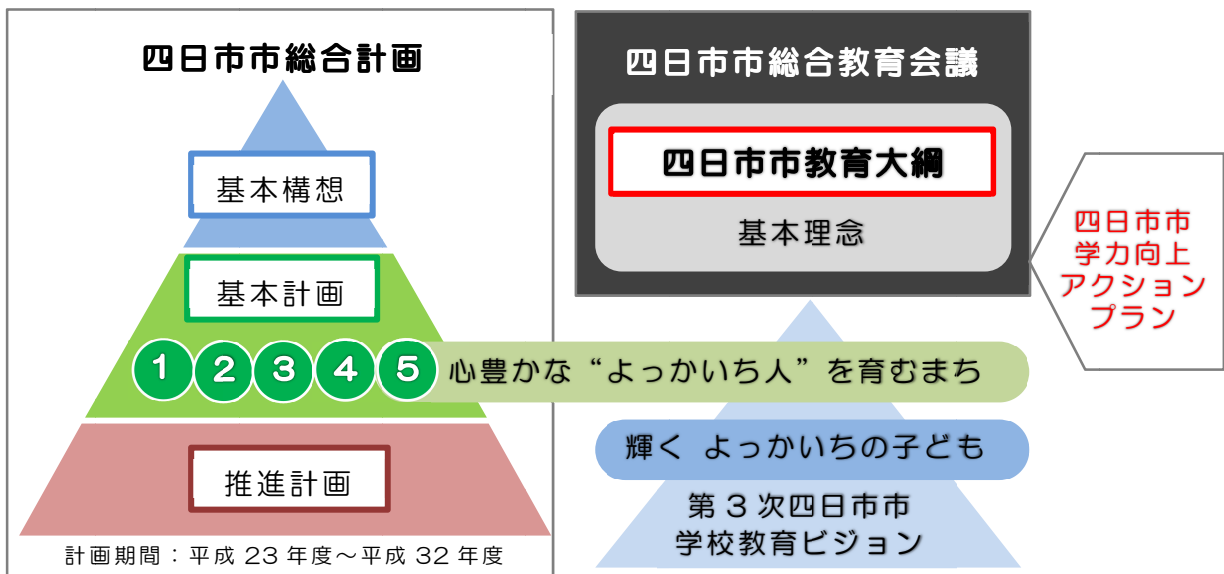 四日市市総合計画
基本構想
基本計画
1 2 3 4 5
心豊かな“よっかいち人”を育むまち
推進計画
計画期間：平成 23 年度～平成 32 年度
四日市市総合教育会議
四日市市教育大綱
基本理念
輝く よっかいちの子ども
第 3 次四日市市
学校教育ビジョン
四日市市
学力向上
アクション
プラン